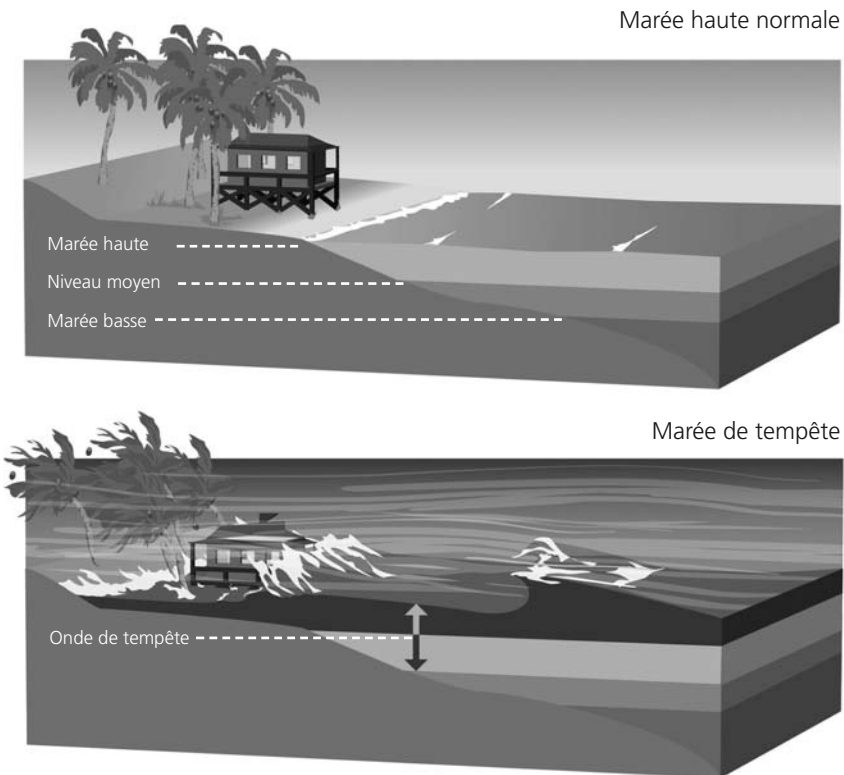 Marée haute normale
Marée haute
Niveau moyen
Marée basse
Marée de tempête
Onde de tempête